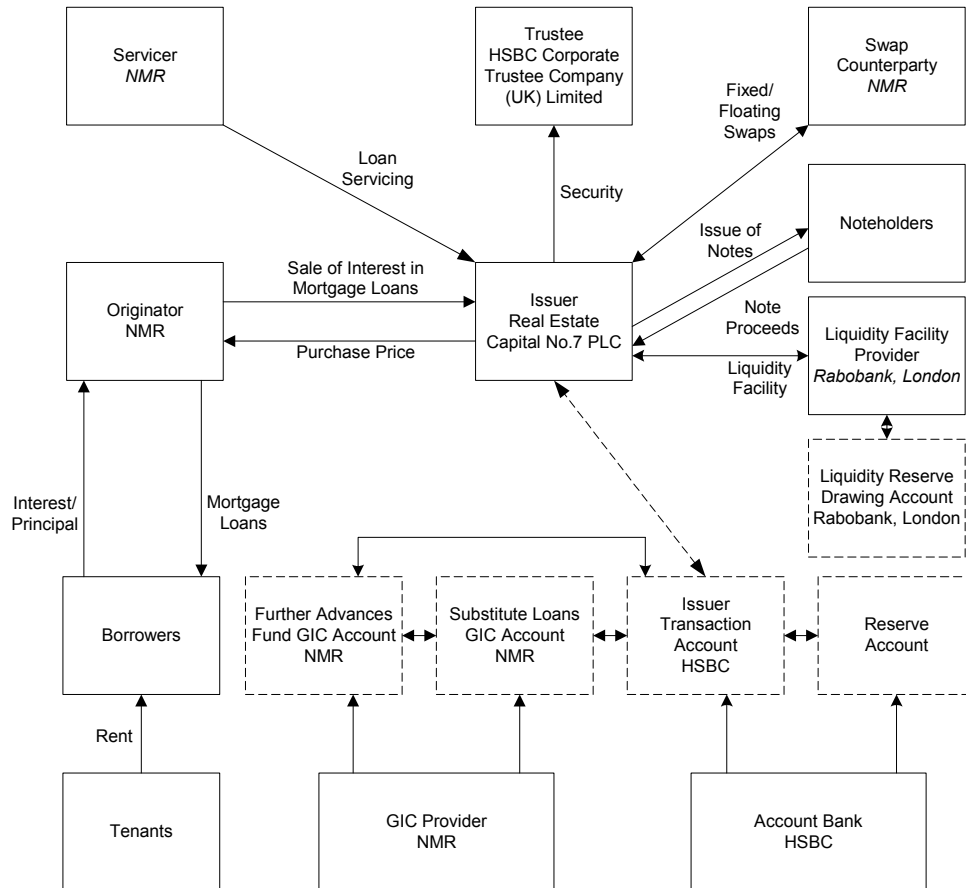 Servicer
NMR
Trustee
HSBC Corporate
Trustee Company
(UK) Limited
Swap
Counterparty
NMR
Fixed/
Floating
Swaps
Loan
Servicing
Security
Issue of
Notes
Noteholders
Sale of Interest in
Mortgage Loans
Originator
NMR
Issuer
Real Estate
Capital No.7 PLC
Note
Proceeds
Purchase Price
Liquidity
Facility
Liquidity Facility
Provider
Rabobank, London
Liquidity Reserve
Drawing Account
Rabobank, London
Interest/
Principal
Mortgage
Loans
Borrowers
Further Advances
Fund GIC Account
NMR
Substitute Loans
GIC Account
NMR
Issuer
Transaction
Account
HSBC
Reserve
Account
Rent
Tenants
GIC Provider
NMR
Account Bank
HSBC